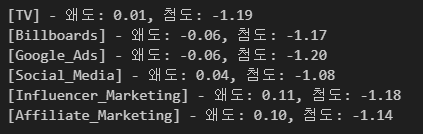 [TV] - 왜도: 0.01, 첨도: -1.19
[Billboards] - 왜도: -0.06, 첨도: -1.17
[Google_Ads] - 왜도: -0.06, 첨도: -1.20
[Social_Media] - 왜도: 0.04, 첨도: -1.08
[Influencer_Marketing] - 왜도: 0.11, 첨도: -1.18
[Affiliate_Marketing] - 왜도: 0.10, 첨도: -1.14